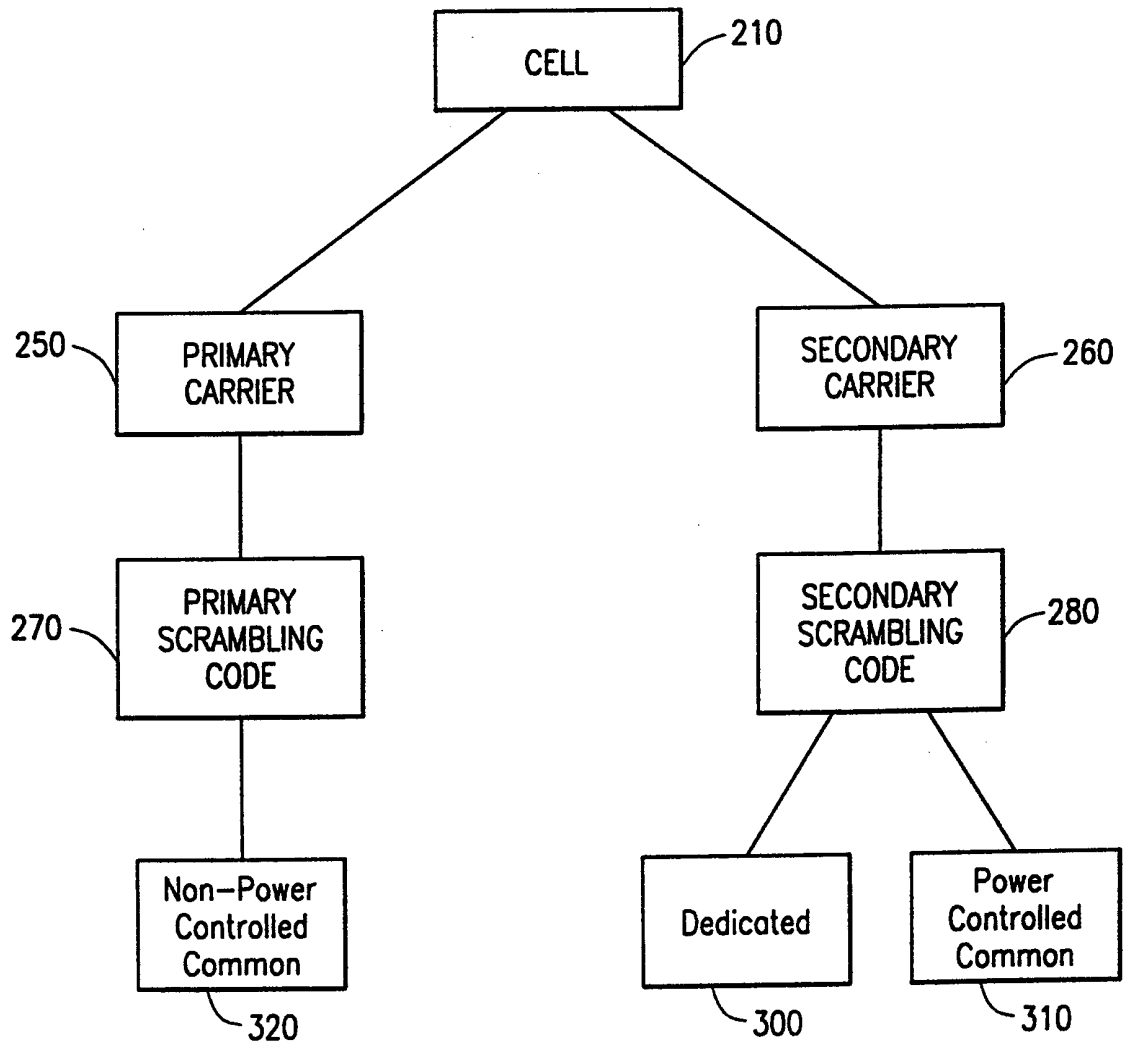 CELL
210
250
PRIMARY
CARRIER
SECONDARY
CARRIER
260
270
PRIMARY
SCRAMBLING
CODE
SECONDARY
SCRAMBLING
CODE
280
Non-Power
Controlled
Common
320
Dedicated
300
Power
Controlled
Common
310